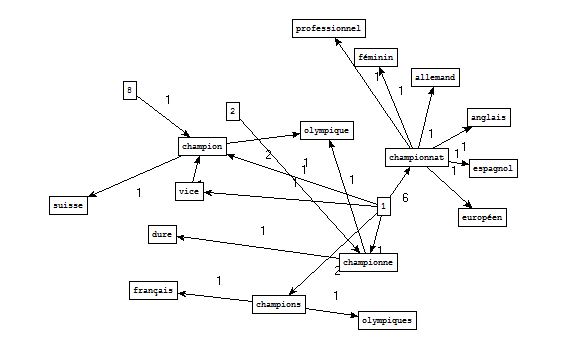 professionnel
féminin
allemand
8
1
2
1
1
anglais
olympique
1
champion
2
1
1
championnat
1
1
espagnol
1
1
1
vice
1
6
suisse
1
européen
dure
1
1
championne
2
français
1
champions
1
olympiques